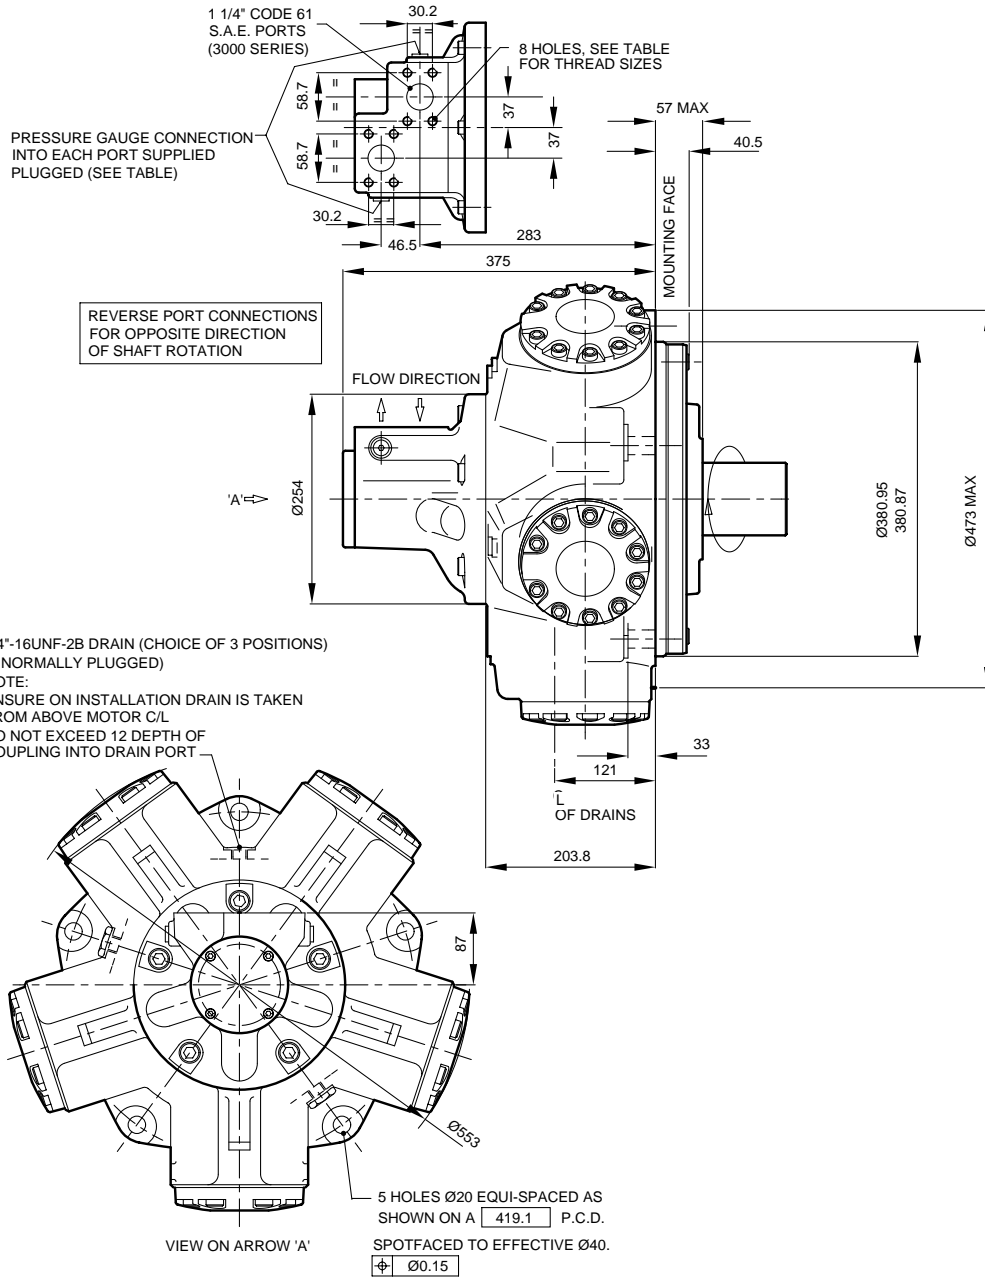 1 1/4" CODE 61
S.A.E. PORTS
(3000 SERIES)
30.2
8 HOLES, SEE TABLE
FOR THREAD SIZES
58.7
=
=
37
37
57 MAX
40.5
PRESSURE GAUGE CONNECTION
INTO EACH PORT SUPPLIED
PLUGGED (SEE TABLE)
58.7
=
=
30.2
46.5
283
375
MOUNTING FACE
REVERSE PORT CONNECTIONS
FOR OPPOSITE DIRECTION
OF SHAFT ROTATION
FLOW DIRECTION
'A'
Ø254
Ø380.95
380.87
Ø473 MAX
4"-16UNF-2B DRAIN (CHOICE OF 3 POSITIONS)
NORMALLY PLUGGED)
OTE:
NSURE ON INSTALLATION DRAIN IS TAKEN
ROM ABOVE MOTOR C/L
O NOT EXCEED 12 DEPTH OF
OUPLING INTO DRAIN PORT
33
121
L
OF DRAINS
203.8
87
Ø553
5 HOLES Ø20 EQUI-SPACED AS
SHOWN ON A 419.1 P.C.D.
SPOTFACED TO EFFECTIVE Ø40.
⌖ Ø0.15
VIEW ON ARROW 'A'